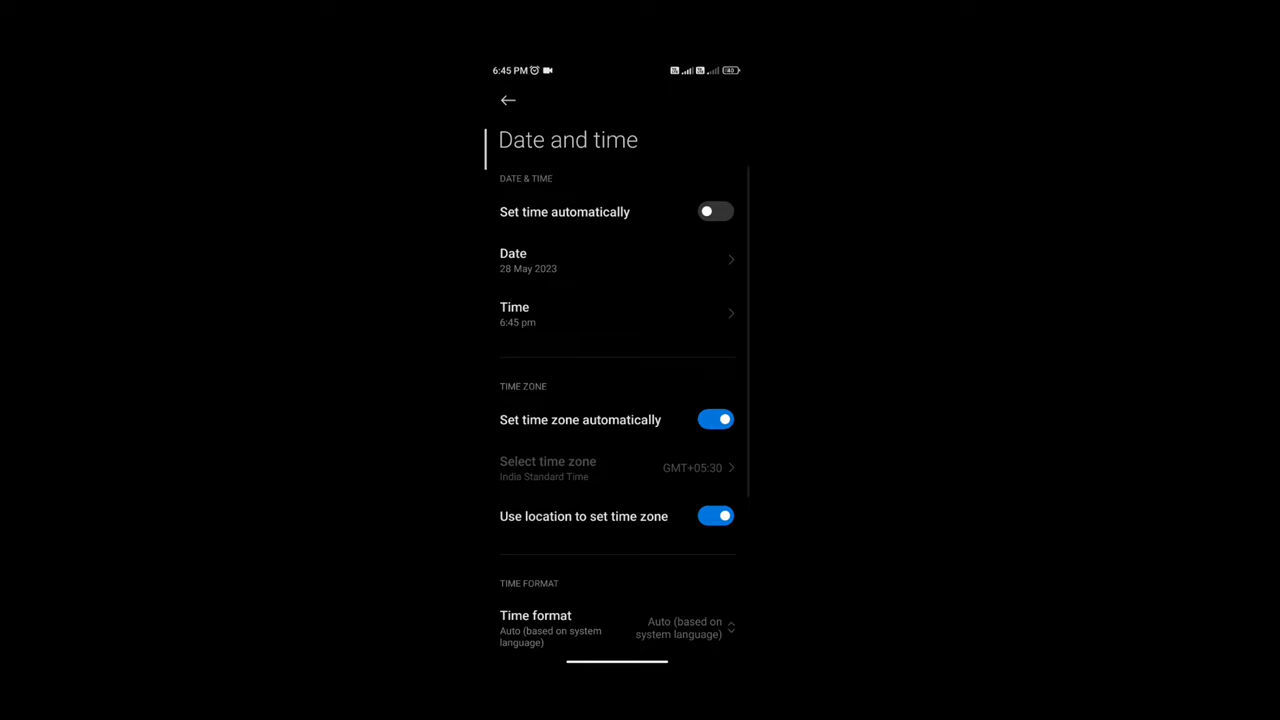 6:45 PM
40
Date and time
DATE & TIME
Set time automatically
Date
28 May 2023
Time
6:45 pm
TIME ZONE
Set time zone automatically
Select time zone
India Standard Time
GMT+05:30
Use location to set time zone
TIME FORMAT
Time format
Auto (based on system
language)
Auto (based on
system language)